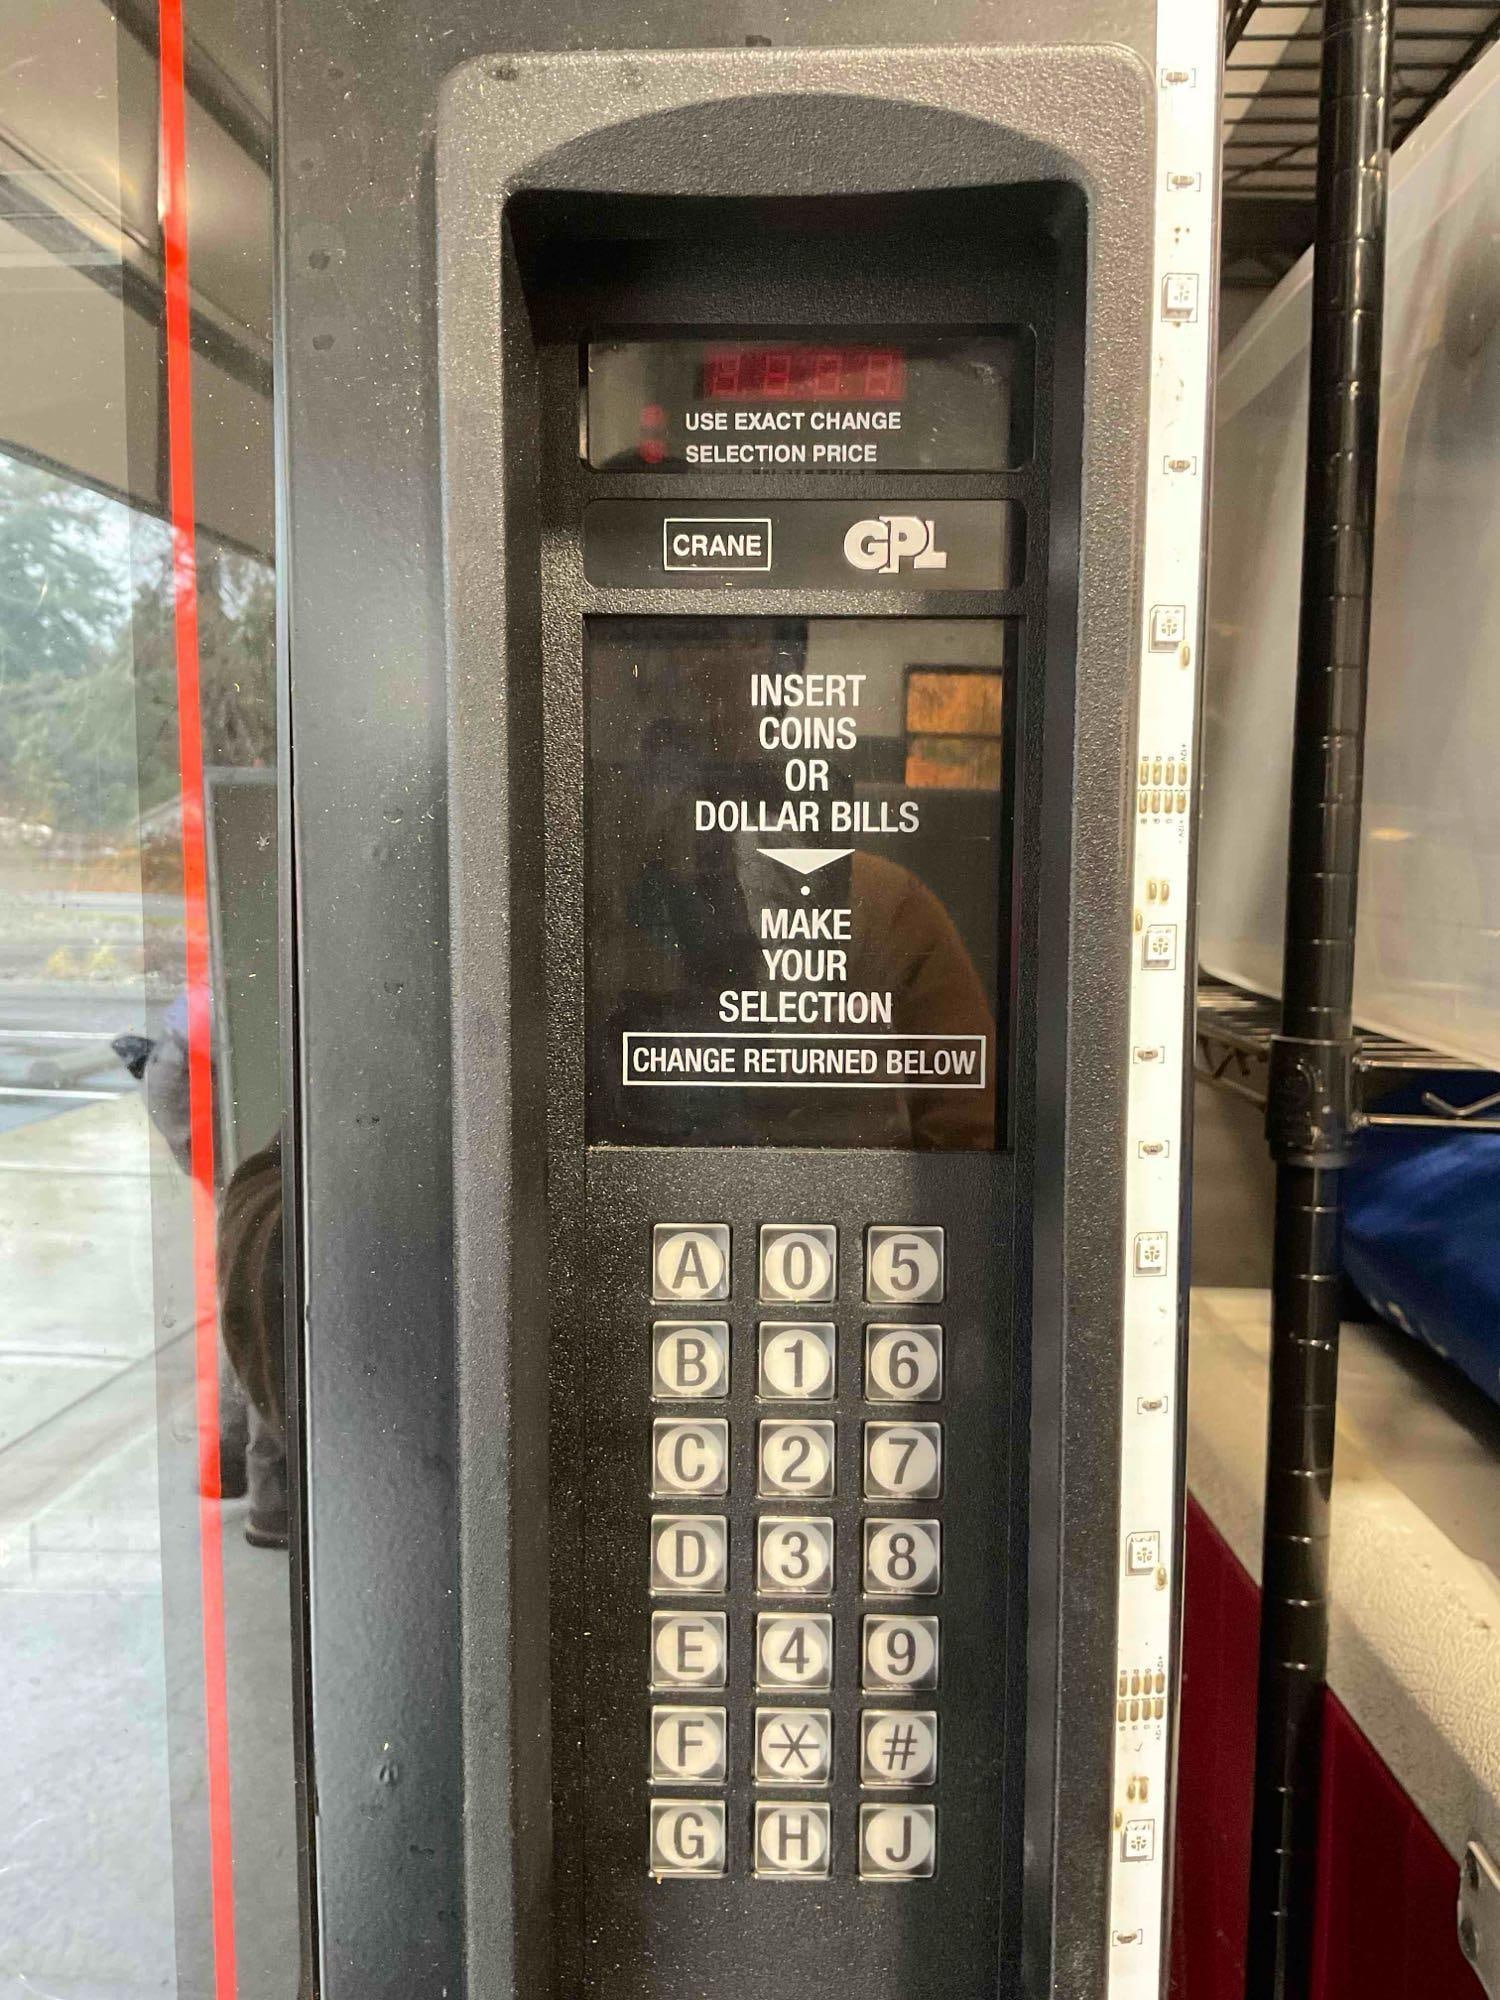 USE EXACT CHANGE
SELECTION PRICE
CRANE GPL
INSERT
COINS
OR
DOLLAR BILLS
MAKE
YOUR
SELECTION
CHANGE RETURNED BELOW
A 0 5
B 1 6
C 2 7
D 3 8
E 4 9
F * #
G H J